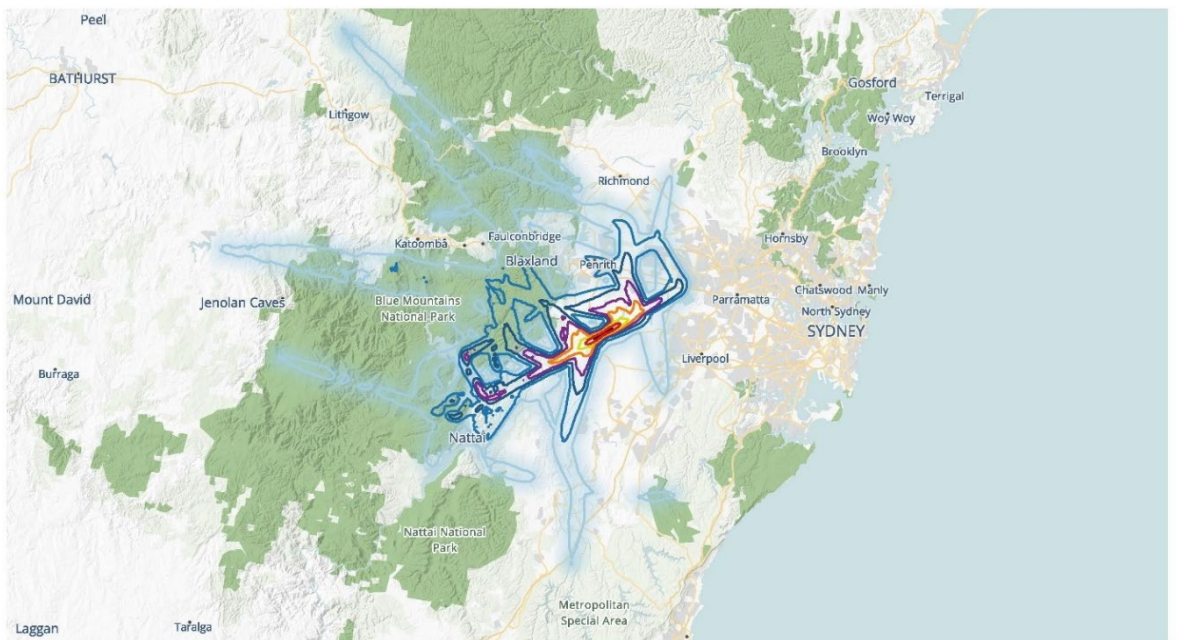 Peel
BATHURST
Lithgow
Gosford
Terrigal
Woy Woy
Brooklyn
Richmond
Hornsby
Katoomba
Faulconbridge
Blaxland
Penrith
Mount David
Jenolan Caves
Blue Mountains
National Park
Parramatta
Chatswood
Manly
North Sydney
SYDNEY
Liverpool
Burraga
Nattai
Nattai National
Park
Metropolitan
Special Area
Laggan
Taralga